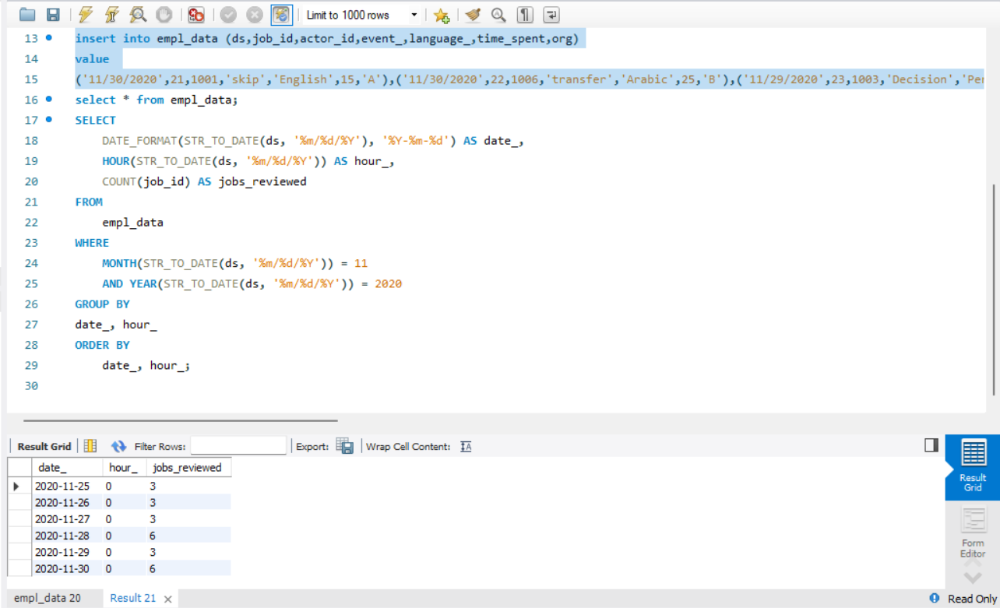 Limit to 1000 rows
13 insert into empl_data (ds,job_id,actor_id,event_,language_,time_spent,org)
14 value
15 ('11/30/2020',21,1001,'skip','English',15,'A'),('11/30/2020',22,1006,'transfer','Arabic',25,'B'),('11/29/2020',23,1003,'Decision','Per
16 select * from empl_data;
17 SELECT
18 DATE_FORMAT(STR_TO_DATE(ds, '%m/%d/%Y'), '%Y-%m-%d') AS date_,
19 HOUR(STR_TO_DATE(ds, '%m/%d/%Y')) AS hour_,
20 COUNT(job_id) AS jobs_reviewed
21 FROM
22 empl_data
23 WHERE
24 MONTH(STR_TO_DATE(ds, '%m/%d/%Y')) = 11
25 AND YEAR(STR_TO_DATE(ds, '%m/%d/%Y')) = 2020
26 GROUP BY
27 date_, hour_
28 ORDER BY
29 date_, hour_;
30
Result Grid Filter Rows: Export: Wrap Cell Content:
date_ hour_ jobs_reviewed
2020-11-25 0 3
2020-11-26 0 3
2020-11-27 0 3
2020-11-28 0 6
2020-11-29 0 3
2020-11-30 0 6
Result
Grid
Form
Editor
empl_data 20 Result 21 Read Only